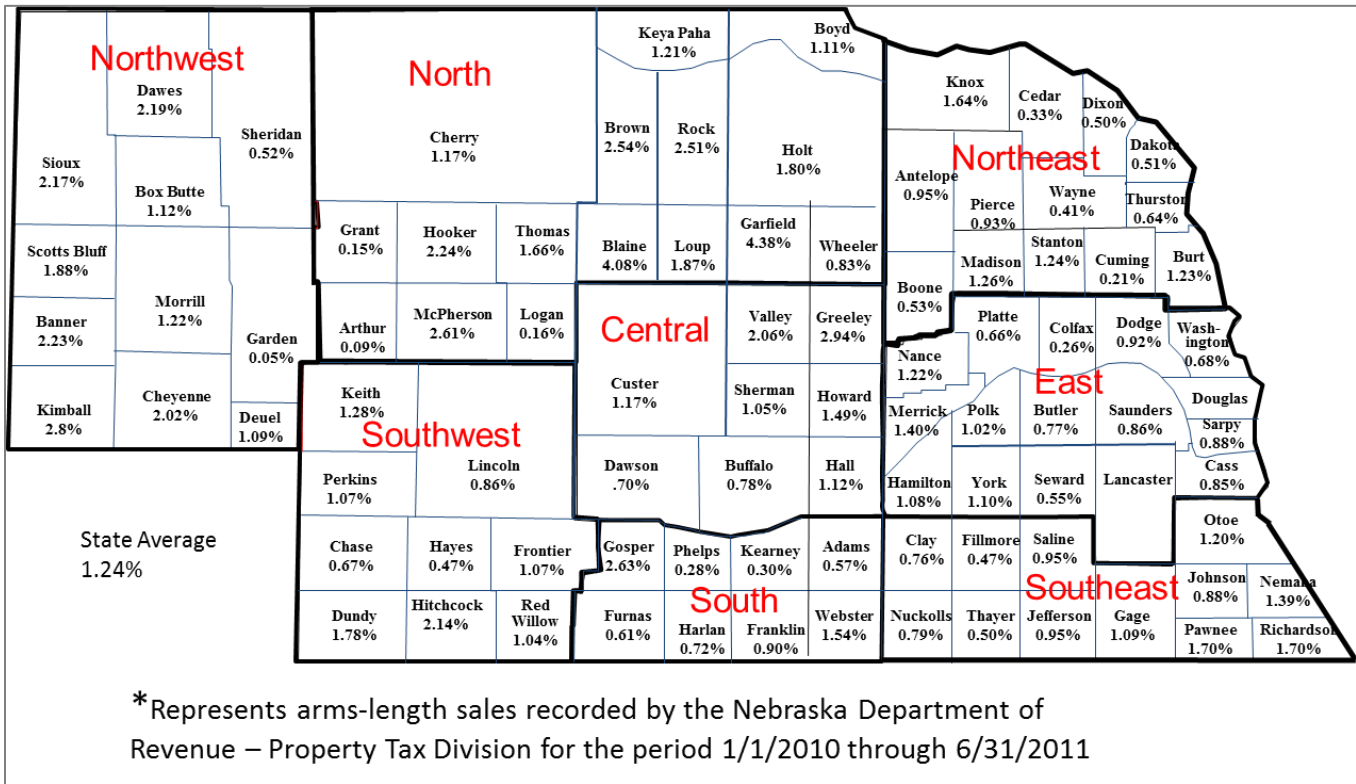 Northwest
Dawes
2.19%
Sheridan
0.52%
Sioux
2.17%
Box Butte
1.12%
Scotts Bluff
1.88%
Morrill
1.22%
Banner
2.23%
Garden
0.05%
Kimball
2.8%
Cheyenne
2.02%
Deuel
1.09%
North
Keya Paha
1.21%
Boyd
1.11%
Cherry
1.17%
Brown
2.54%
Rock
2.51%
Holt
1.80%
Grant
0.15%
Hooker
2.24%
Thomas
1.66%
Blaine
4.08%
Loup
1.87%
Garfield
4.38%
Wheeler
0.83%
Arthur
0.09%
McPherson
2.61%
Logan
0.16%
Northeast
Knox
1.64%
Cedar
0.33%
Dixon
0.50%
Dakota
0.51%
Antelope
0.95%
Pierce
0.93%
Wayne
0.41%
Thurston
0.64%
Madison
1.26%
Stanton
1.24%
Cuming
0.21%
Burt
1.23%
Boone
0.53%
Central
Valley
2.06%
Greeley
2.94%
Custer
1.17%
Sherman
1.05%
Howard
1.49%
Dawson
.70%
Buffalo
0.78%
Hall
1.12%
East
Platte
0.66%
Colfax
0.26%
Dodge
0.92%
Wash-
ington
0.68%
Nance
1.22%
Merrick
1.40%
Polk
1.02%
Butler
0.77%
Saunders
0.86%
Douglas
Sarpy
0.88%
Hamilton
1.08%
York
1.10%
Seward
0.55%
Lancaster
Cass
0.85%
Southwest
Keith
1.28%
Lincoln
0.86%
Perkins
1.07%
Chase
0.67%
Hayes
0.47%
Frontier
1.07%
Dundy
1.78%
Hitchcock
2.14%
Red
Willow
1.04%
South
Gosper
2.63%
Phelps
0.28%
Kearney
0.30%
Adams
0.57%
Furnas
0.61%
Harlan
0.72%
Franklin
0.90%
Webster
1.54%
Southeast
Clay
0.76%
Fillmore
0.47%
Saline
0.95%
Otoe
1.20%
Johnson
0.88%
Nemaha
1.39%
Nuckolls
0.79%
Thayer
0.50%
Jefferson
0.95%
Gage
1.09%
Pawnee
1.70%
Richardson
1.70%
State Average
1.24%
*Represents arms-length sales recorded by the Nebraska Department of
Revenue – Property Tax Division for the period 1/1/2010 through 6/31/2011